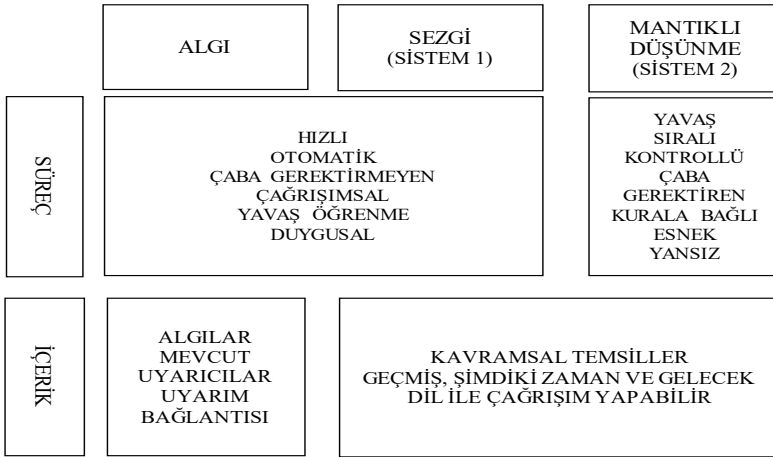 ALGI
SEZGİ
(SİSTEM 1)
MANTIKLI
DÜŞÜNME
(SİSTEM 2)
SÜREÇ
HIZLI
OTOMATİK
ÇABA GEREKTİRMEYEN
ÇAĞRIŞIMSAL
YAVAŞ ÖĞRENME
DUYGUSAL
YAVAŞ
SIRALI
KONTROLLÜ
ÇABA
GEREKTİREN
KURALA BAĞLI
ESNEK
YANSIZ
İÇERİK
ALGILAR
MEVCUT
UYARICILAR
UYARIM
BAĞLANTISI
KAVRAMSAL TEMSİLLER
GEÇMİŞ, ŞİMDİKİ ZAMAN VE GELECEK
DİL İLE ÇAĞRIŞIM YAPABİLİR